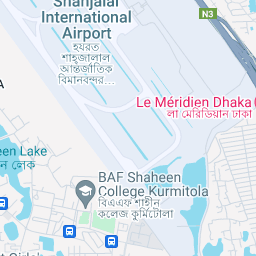 Shahjalal
International
Airport
হযরত
শাহজালাল
আন্তর্জাতিক
বিমানবন্দর...
N3
Le Méridien Dhaka
লা মেরিডিয়ান ঢাকা
een Lake
ন লেক
BAF Shaheen
College Kurmitola
বিএএফ শাহীন
কলেজ কুর্মিটোলা